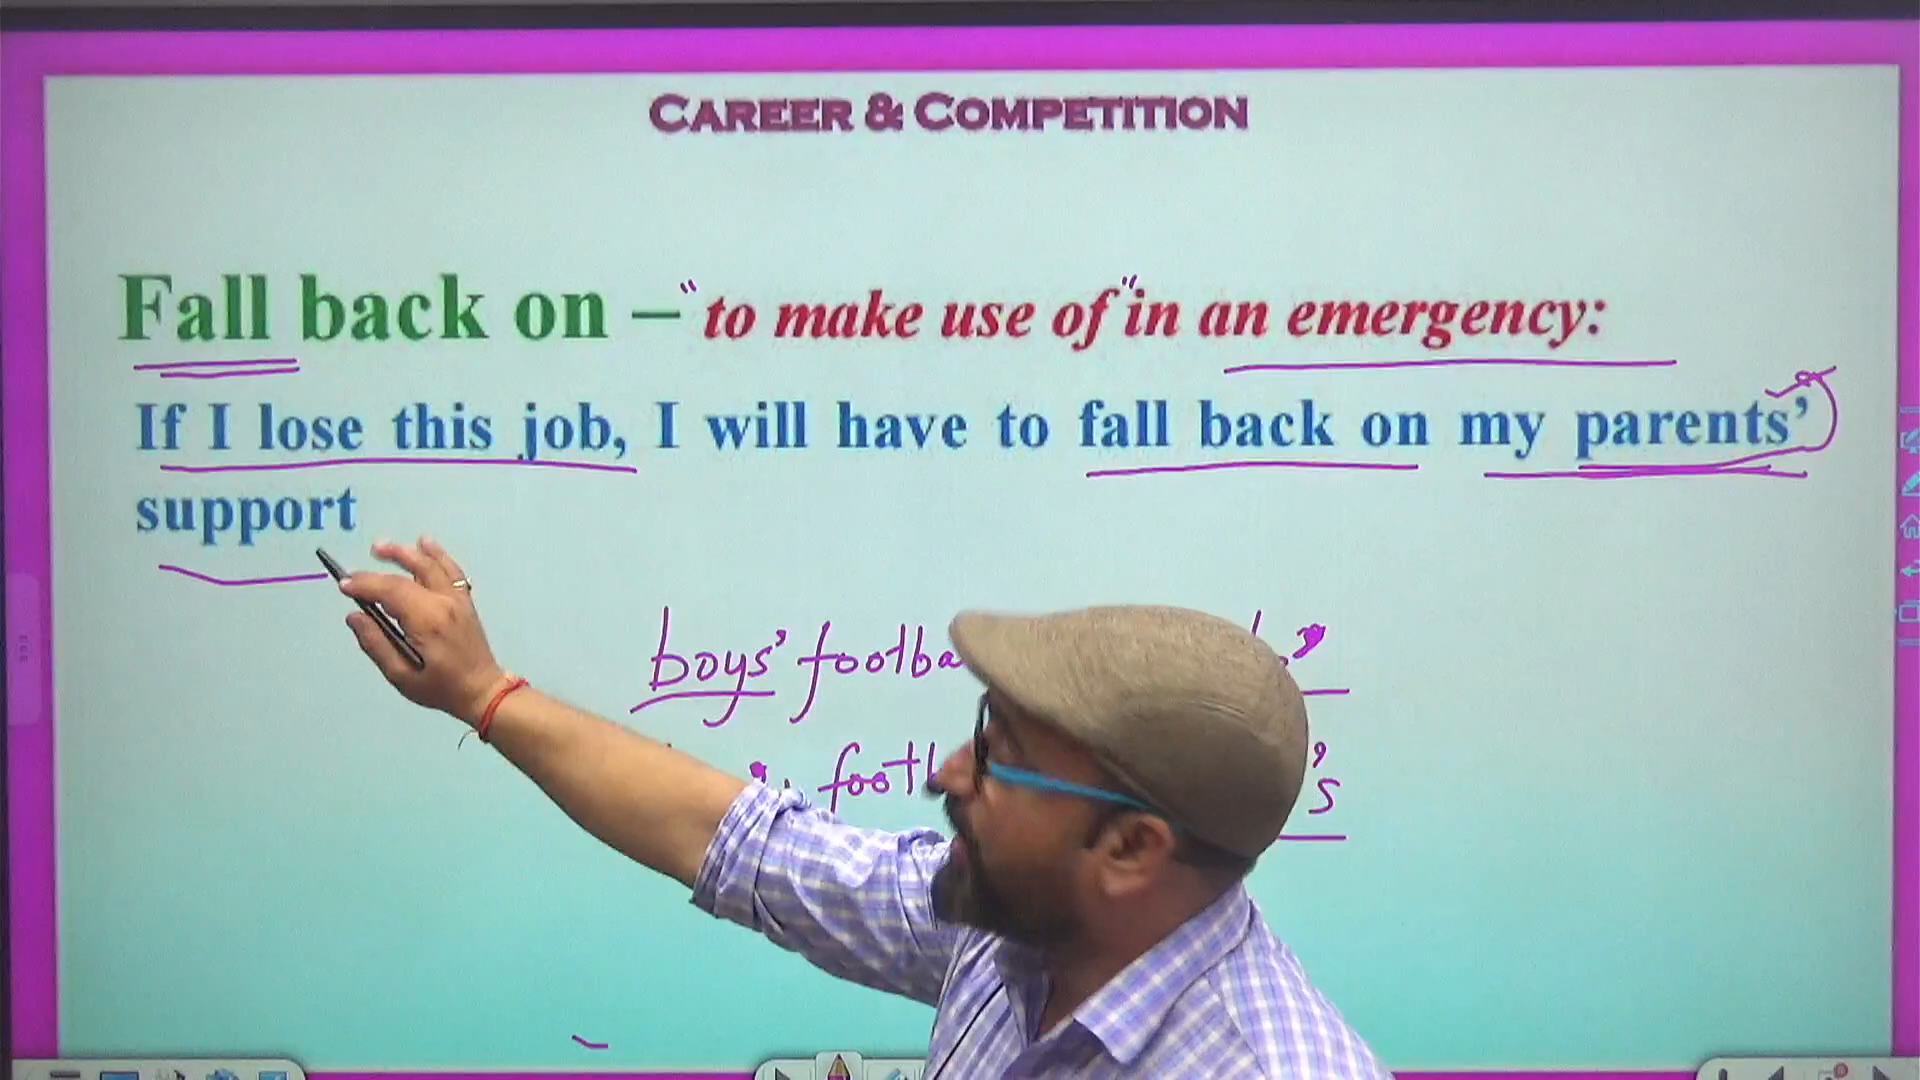 CAREER & COMPETITION
Fall back on – "to make use of" in an emergency:
If I lose this job, I will have to fall back on my parents'
support
boys' footba
footb
's